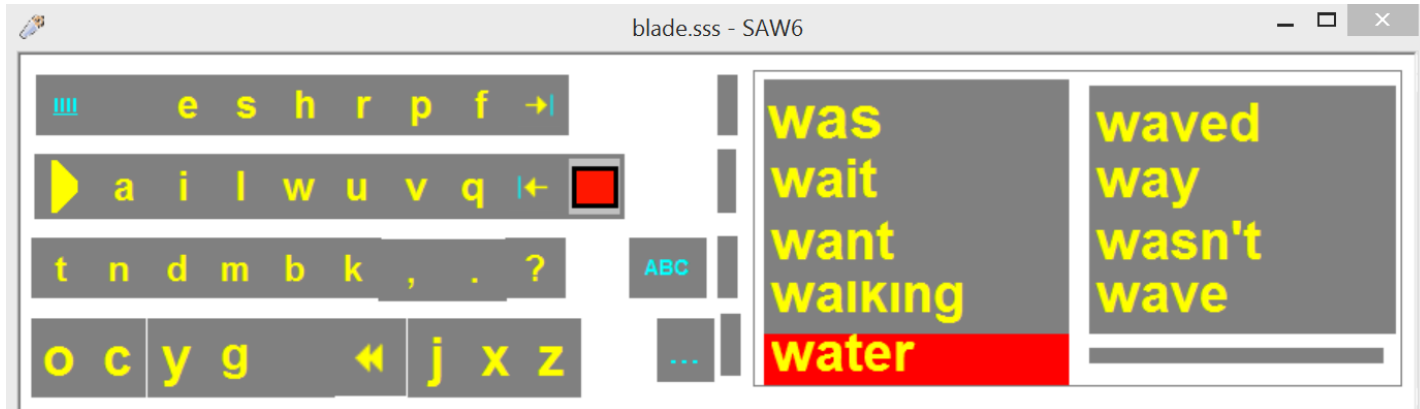 blade.sss - SAW6
e s h r p f
a i l w u v q
t n d m b k , . ?
ABC
o c y g j x z
...
was
wait
want
walking
water
waved
way
wasn't
wave